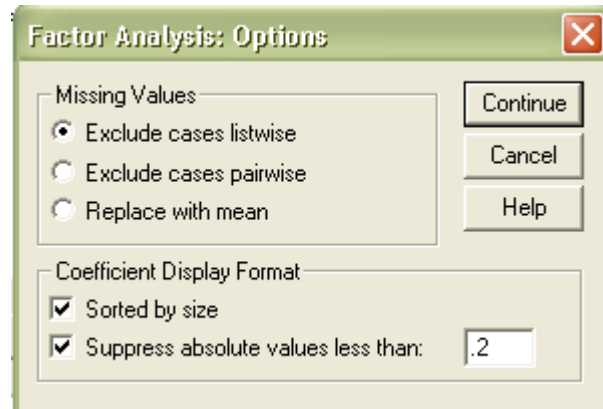 Factor Analysis: Options
Missing Values
Exclude cases listwise
Exclude cases pairwise
Replace with mean
Continue
Cancel
Help
Coefficient Display Format
Sorted by size
Suppress absolute values less than: .2